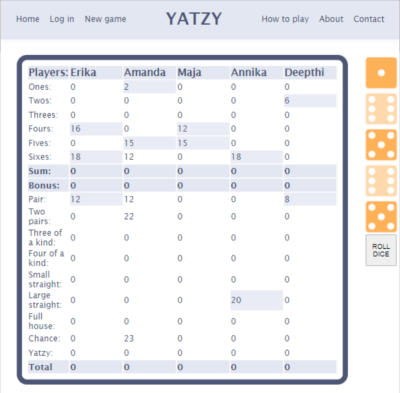 Home Log in New game YATZY How to play About Contact
Players: Erika Amanda Maja Annika Deepthi
Ones: 0 2 0 0 0
Twos: 0 0 0 0 6
Threes: 0 0 0 0 0
Fours: 16 0 12 0 0
Fives: 0 15 15 0 0
Sixes: 18 12 0 18 0
Sum: 0 0 0 0 0
Bonus: 0 0 0 0 0
Pair: 12 12 0 0 8
Two
pairs: 0 22 0 0 0
Three of
a kind: 0 0 0 0 0
Four of a
kind: 0 0 0 0 0
Small
straight: 0 0 0 0 0
Large
straight: 0 0 0 20 0
Full
house: 0 0 0 0 0
Chance: 0 23 0 0 0
Yatzy: 0 0 0 0 0
Total 0 0 0 0 0
ROLL
DICE